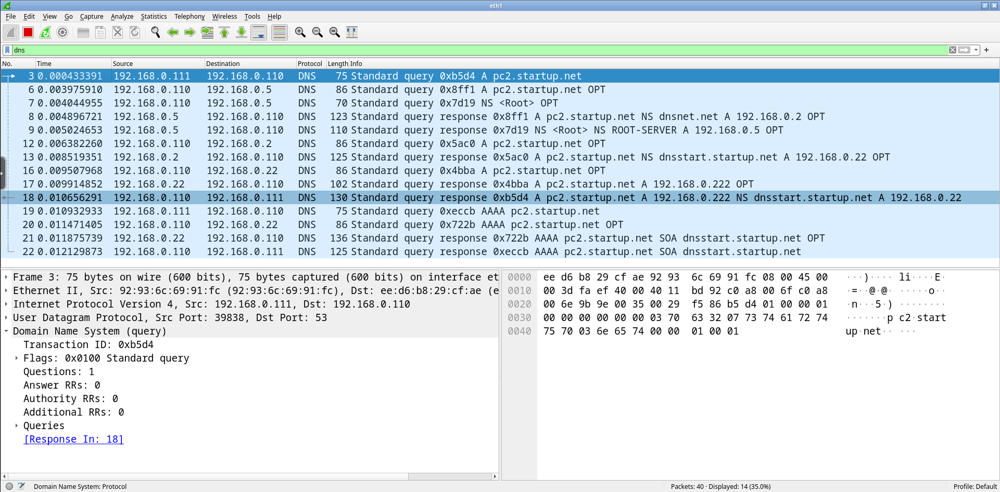 eth1
File Edit View Go Capture Analyze Statistics Telephony Wireless Tools Help
dns
No. Time Source Destination Protocol Length Info
3 0.000433391 192.168.0.111 192.168.0.110 DNS 75 Standard query 0xb5d4 A pc2.startup.net
6 0.003975910 192.168.0.110 192.168.0.5 DNS 86 Standard query 0x8ff1 A pc2.startup.net OPT
7 0.004044955 192.168.0.110 192.168.0.5 DNS 70 Standard query 0x7d19 NS <Root> OPT
8 0.004896721 192.168.0.5 192.168.0.110 DNS 123 Standard query response 0x8ff1 A pc2.startup.net NS dnsnet.net A 192.168.0.2 OPT
9 0.005024653 192.168.0.5 192.168.0.110 DNS 110 Standard query response 0x7d19 NS <Root> NS ROOT-SERVER A 192.168.0.5 OPT
12 0.006382260 192.168.0.110 192.168.0.2 DNS 86 Standard query 0x5ac0 A pc2.startup.net OPT
13 0.008519351 192.168.0.2 192.168.0.110 DNS 125 Standard query response 0x5ac0 A pc2.startup.net NS dnsstart.startup.net A 192.168.0.22 OPT
16 0.009507968 192.168.0.110 192.168.0.22 DNS 86 Standard query 0x4bba A pc2.startup.net OPT
17 0.009914852 192.168.0.22 192.168.0.110 DNS 102 Standard query response 0x4bba A pc2.startup.net A 192.168.0.222 OPT
18 0.010656291 192.168.0.110 192.168.0.111 DNS 130 Standard query response 0xb5d4 A pc2.startup.net A 192.168.0.222 NS dnsstart.startup.net A 192.168.0.22
19 0.010932933 192.168.0.111 192.168.0.110 DNS 75 Standard query 0xeccb AAAA pc2.startup.net
20 0.011471405 192.168.0.110 192.168.0.22 DNS 86 Standard query 0x722b AAAA pc2.startup.net OPT
21 0.011875739 192.168.0.22 192.168.0.110 DNS 136 Standard query response 0x722b AAAA pc2.startup.net SOA dnsstart.startup.net OPT
22 0.012129873 192.168.0.110 192.168.0.111 DNS 125 Standard query response 0xeccb AAAA pc2.startup.net SOA dnsstart.startup.net
Frame 3: 75 bytes on wire (600 bits), 75 bytes captured (600 bits) on interface et
Ethernet II, Src: 92:93:6c:69:91:fc (92:93:6c:69:91:fc), Dst: ee:d6:b8:29:cf:ae (e
Internet Protocol Version 4, Src: 192.168.0.111, Dst: 192.168.0.110
User Datagram Protocol, Src Port: 39838, Dst Port: 53
Domain Name System (query)
Transaction ID: 0xb5d4
Flags: 0x0100 Standard query
Questions: 1
Answer RRs: 0
Authority RRs: 0
Additional RRs: 0
Queries
[Response In: 18]
0000 ee d6 b8 29 cf ae 92 93 6c 69 91 fc 08 00 45 00 ···)···· li····E·
0010 00 3d fa ef 40 00 40 11 bd 92 c0 a8 00 6f c0 a8 ·=··@·@· ·····o··
0020 00 6e 9b 9e 00 35 00 29 f5 86 b5 d4 01 00 00 01 ·n···5·) ········
0030 00 00 00 00 00 00 03 70 63 32 07 73 74 61 72 74 ·······p c2·start
0040 75 70 03 6e 65 74 00 00 01 00 01 up·net·· ···
Domain Name System: Protocol
Packets: 40 · Displayed: 14 (35.0%)
Profile: Default